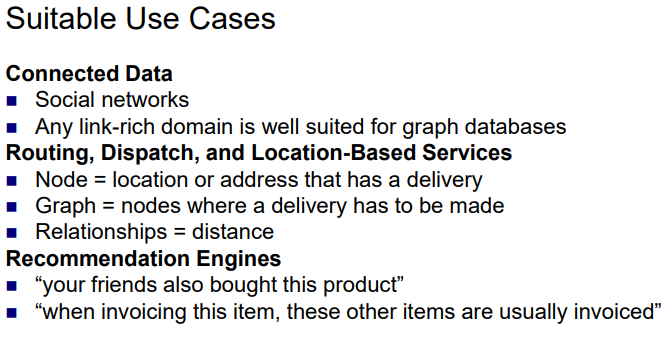 Suitable Use Cases
Connected Data
■ Social networks
■ Any link-rich domain is well suited for graph databases
Routing, Dispatch, and Location-Based Services
■ Node = location or address that has a delivery
■ Graph = nodes where a delivery has to be made
■ Relationships = distance
Recommendation Engines
■ “your friends also bought this product”
■ “when invoicing this item, these other items are usually invoiced”